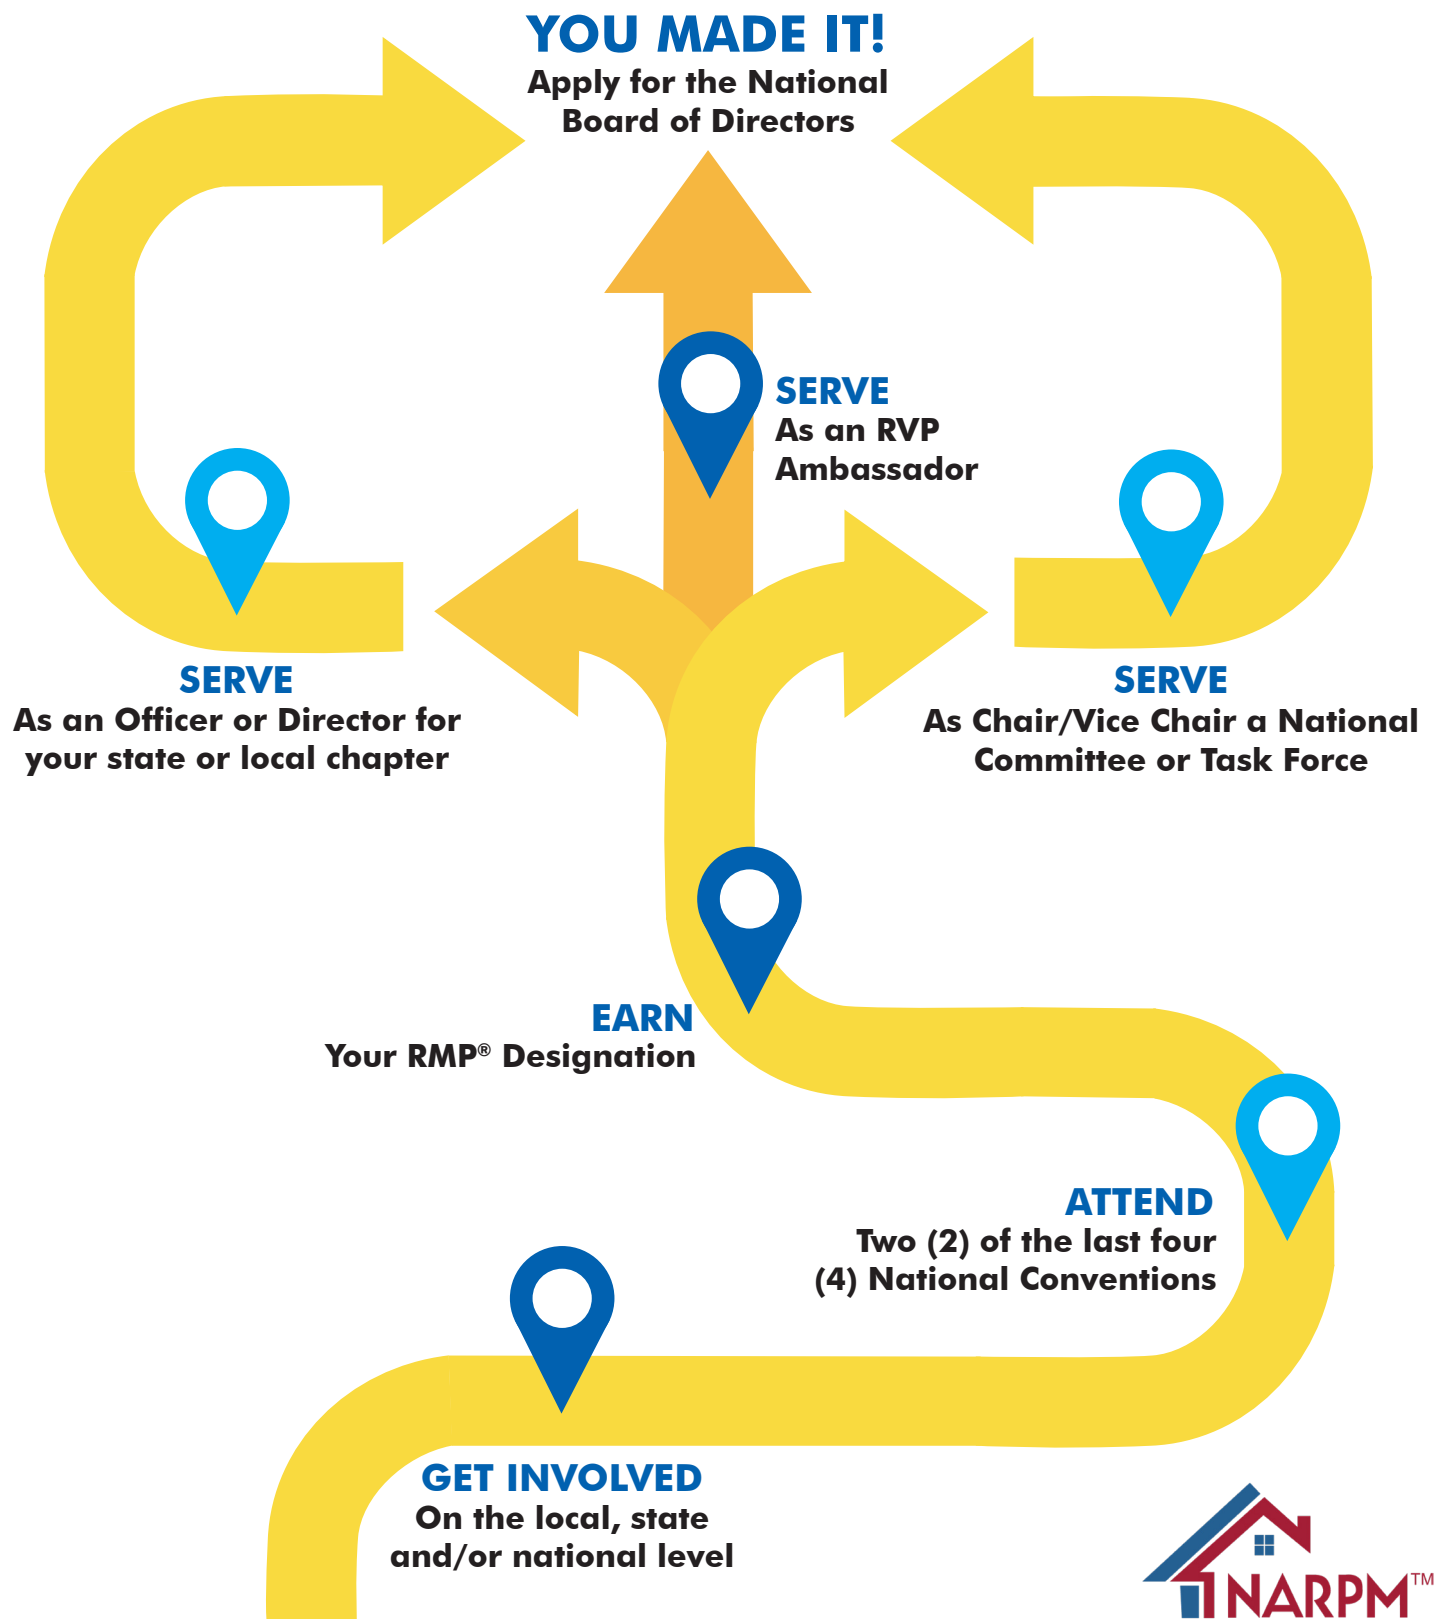 YOU MADE IT!
Apply for the National
Board of Directors
SERVE
As an RVP
Ambassador
SERVE
As an Officer or Director for
your state or local chapter
SERVE
As Chair/Vice Chair a National
Committee or Task Force
EARN
Your RMP® Designation
ATTEND
Two (2) of the last four
(4) National Conventions
GET INVOLVED
On the local, state
and/or national level
NARPM™